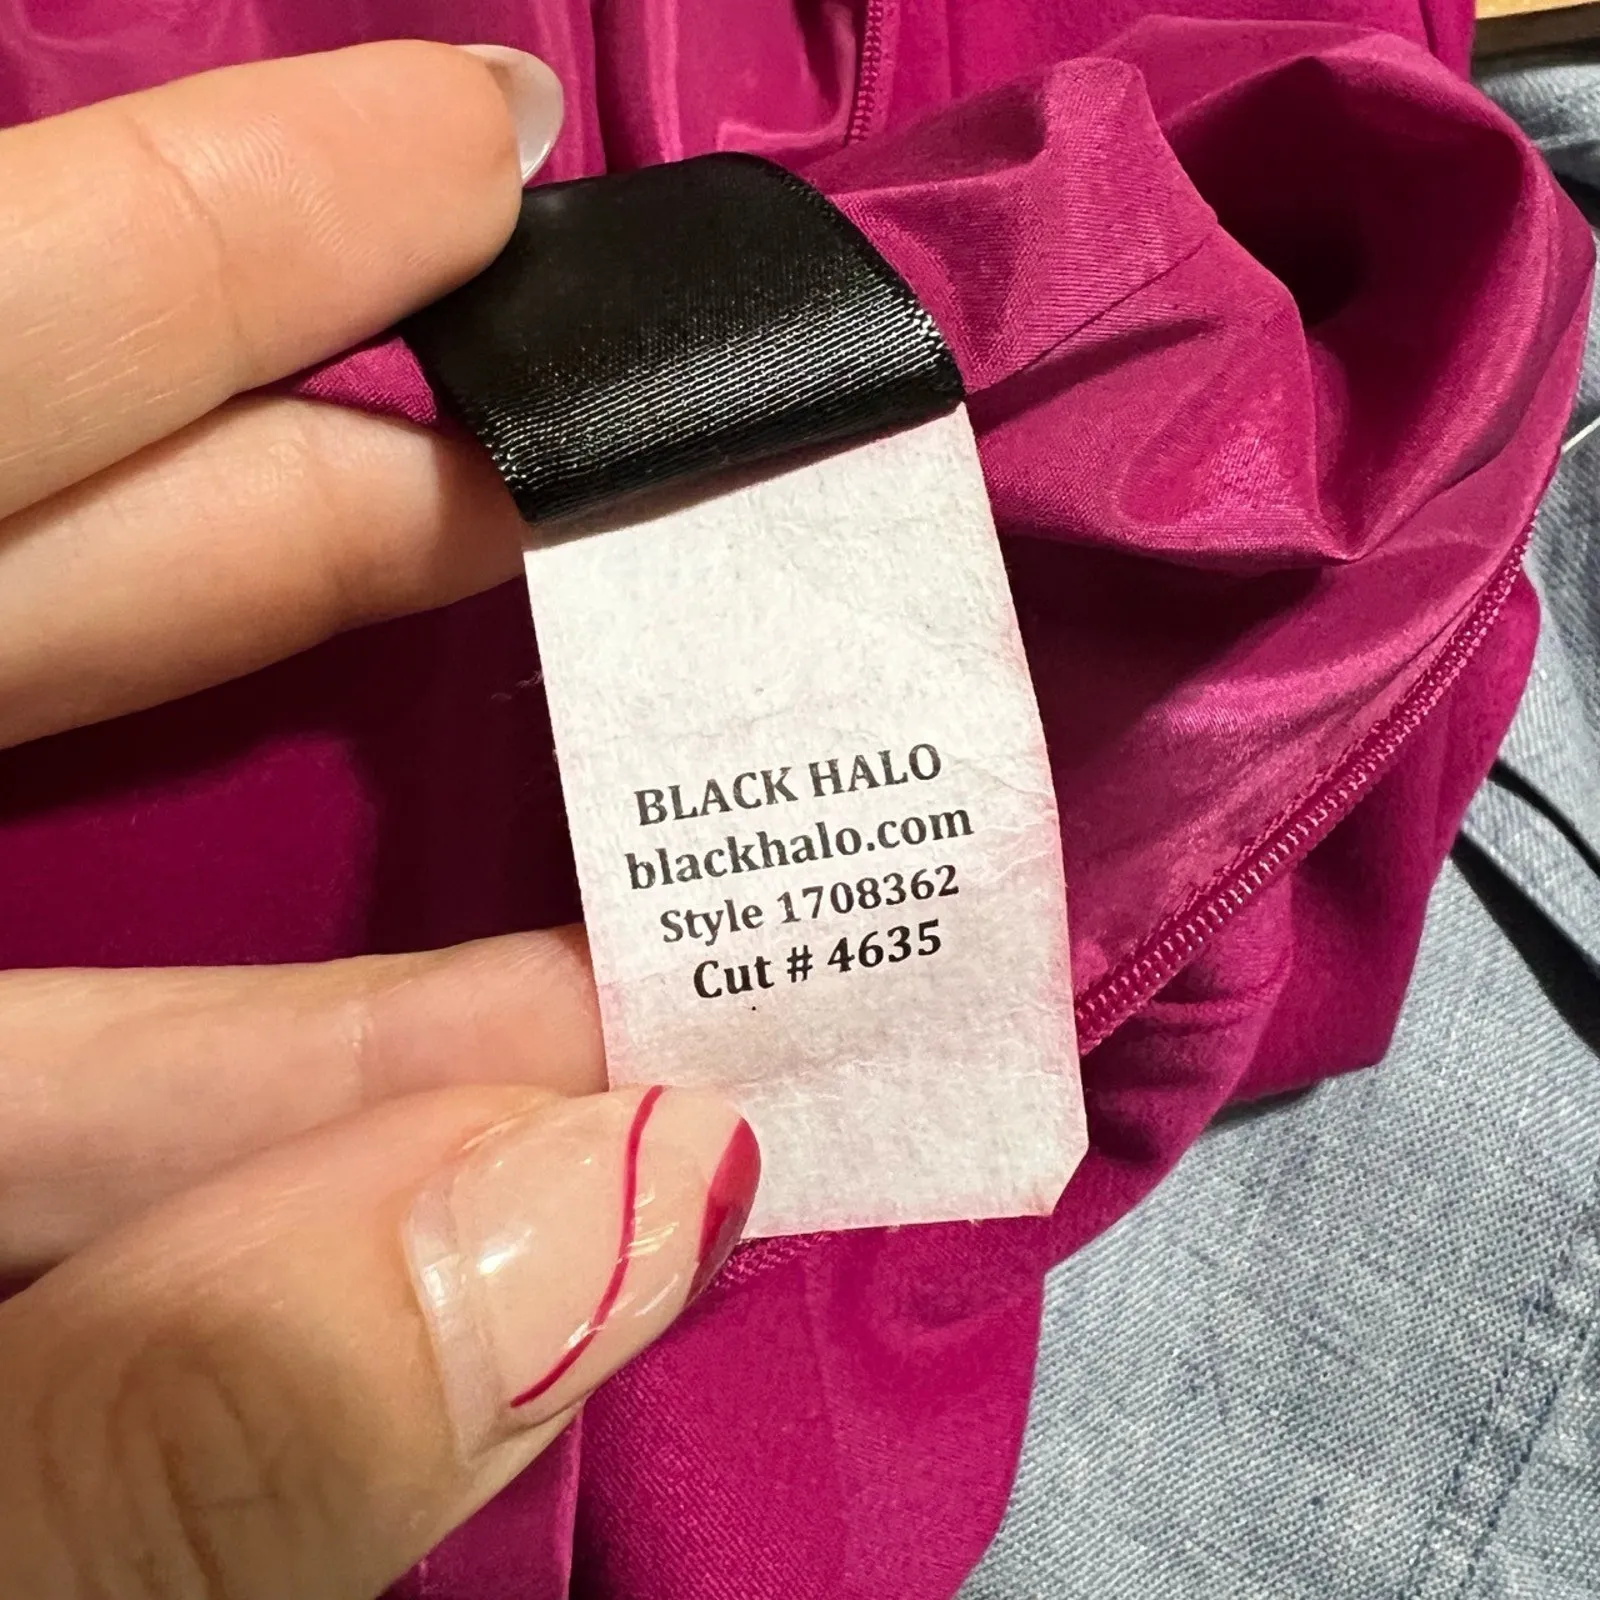 BLACK HALO
blackhalo.com
Style 1708362
Cut # 4635